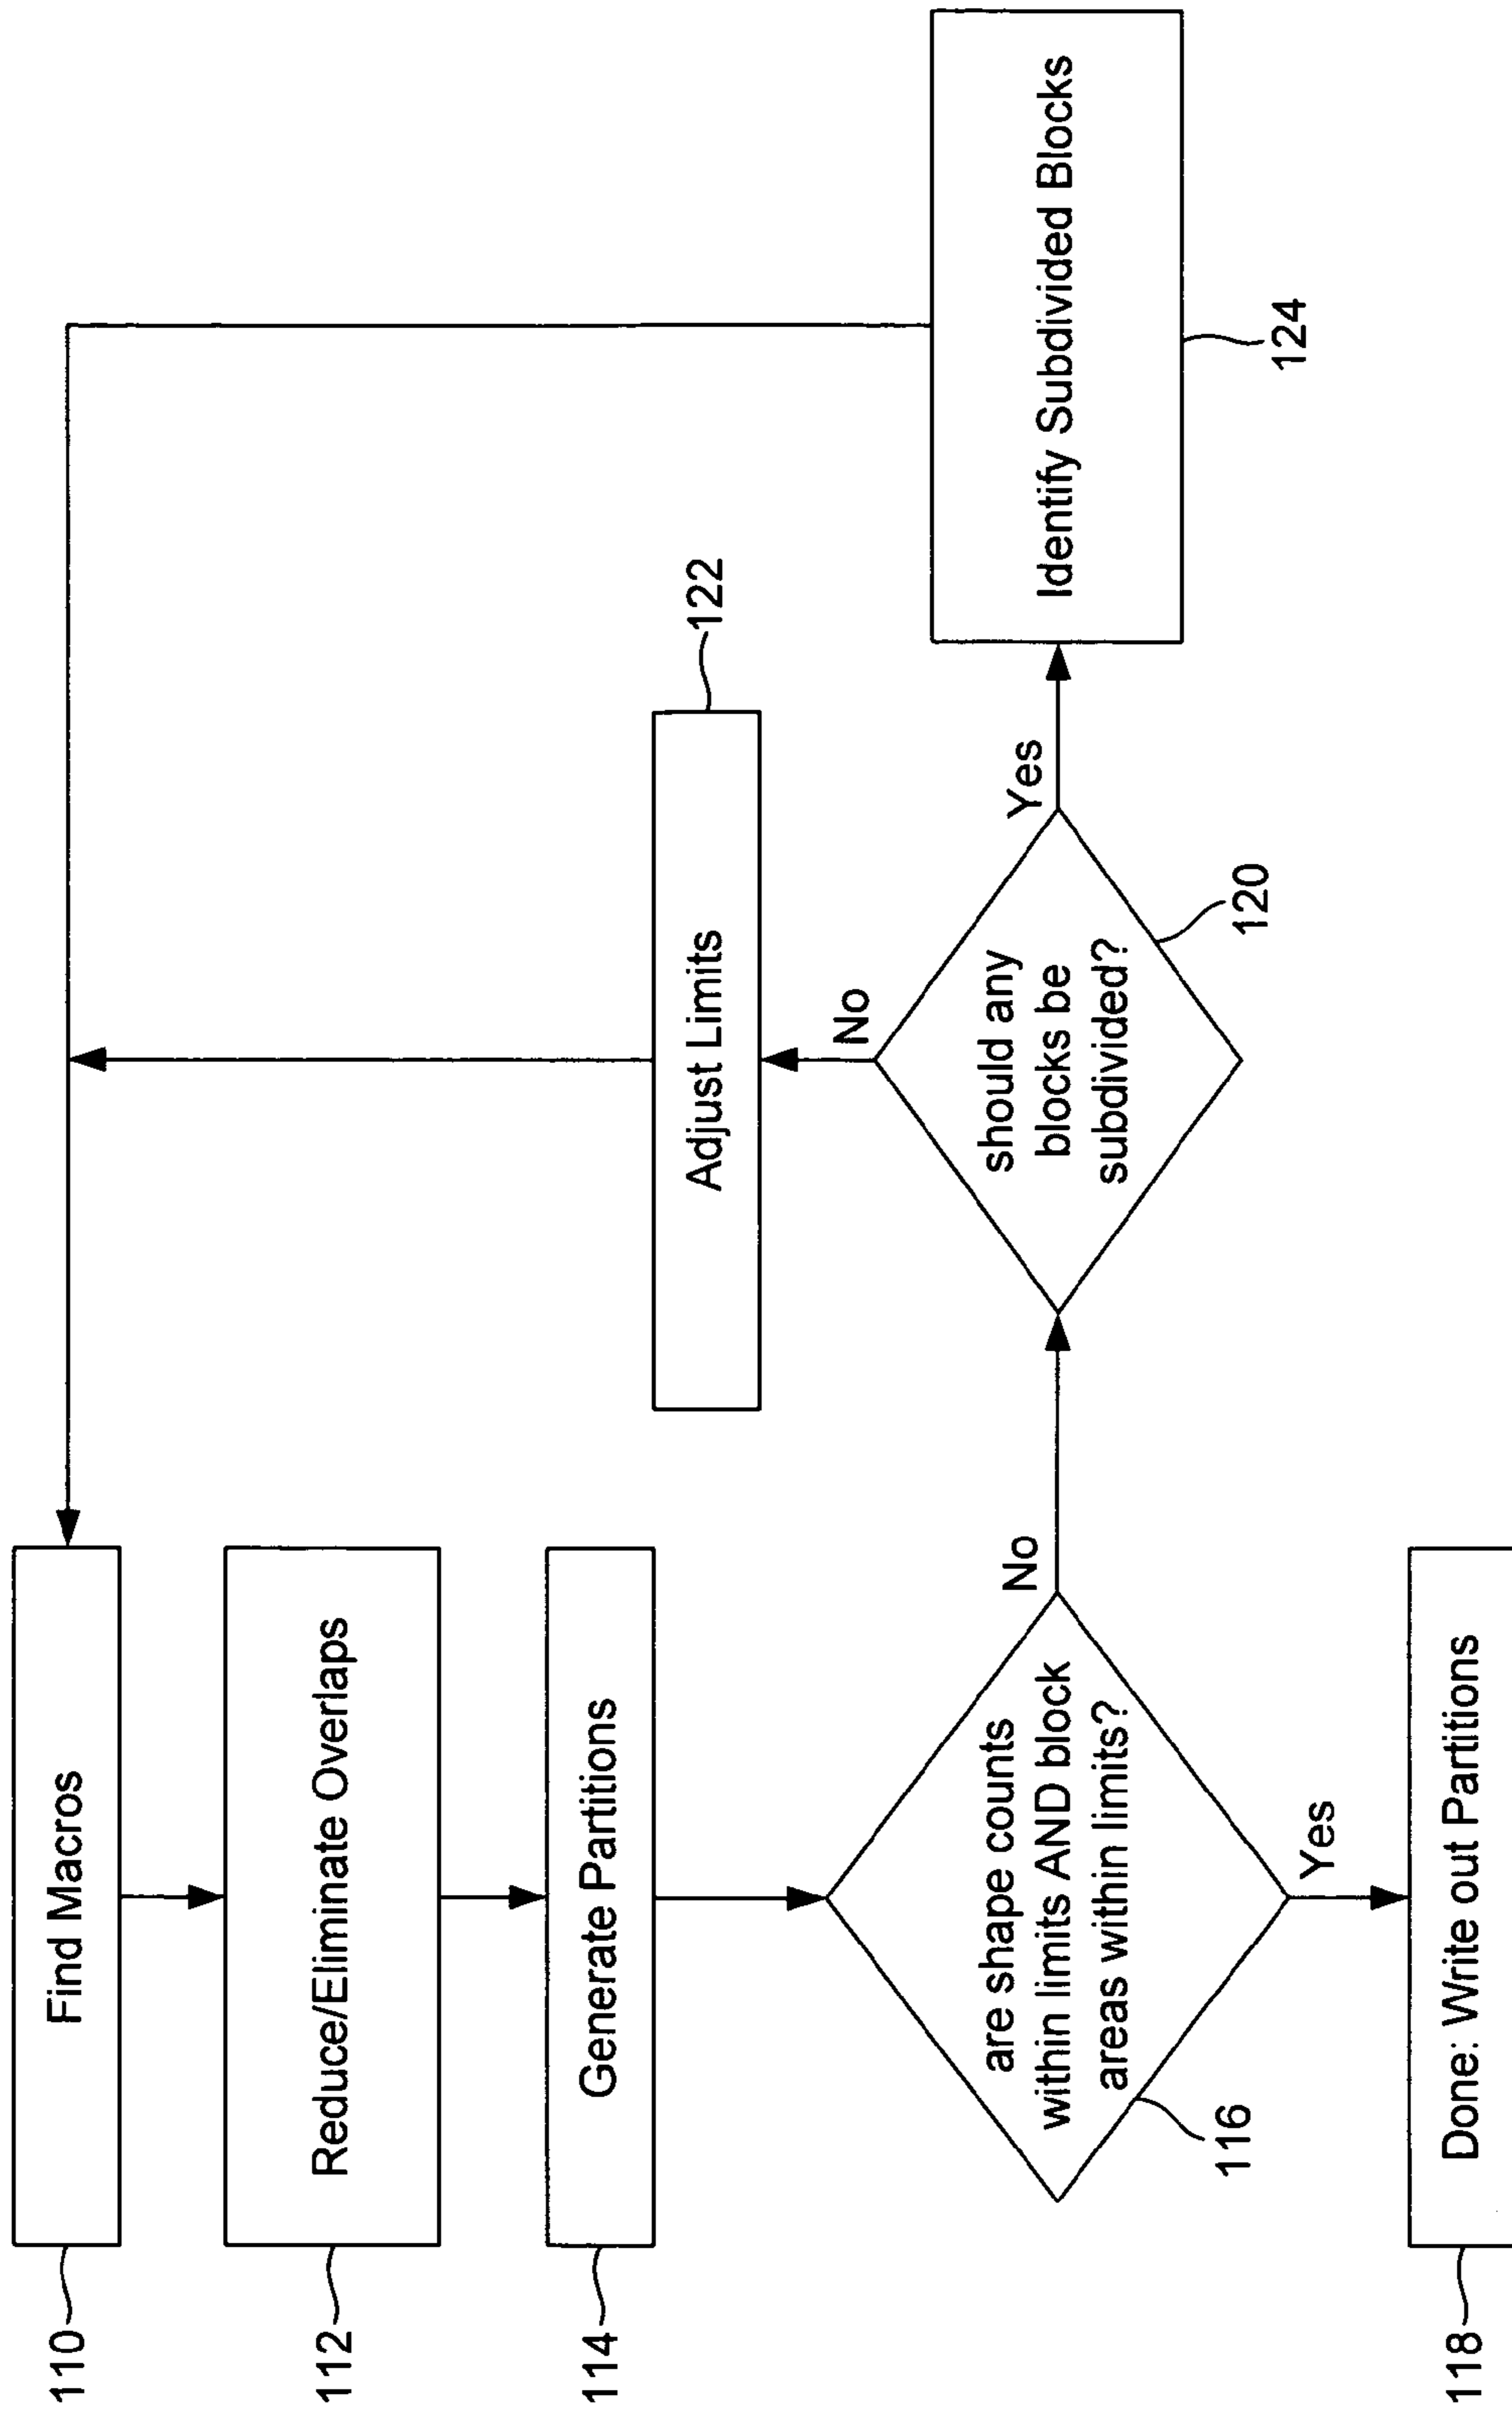 110
Find Macros
112
Reduce/Eliminate Overlaps
114
Generate Partitions
are shape counts
within limits AND block
areas within limits?
116
No
Yes
118
Done: Write out Partitions
should any
blocks be
subdivided?
120
No
Yes
Adjust Limits
122
Identify Subdivided Blocks
124